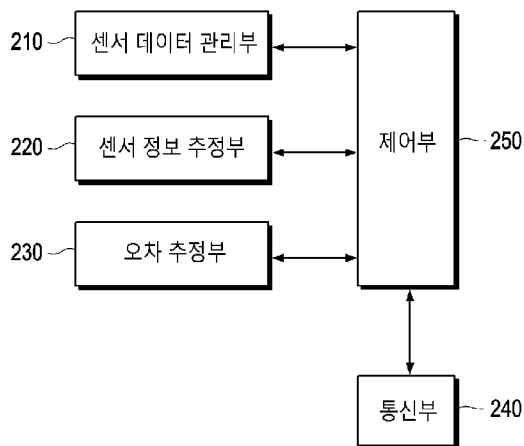 210
센서 데이터 관리부
220
센서 정보 추정부
230
오차 추정부
제어부
250
통신부
240